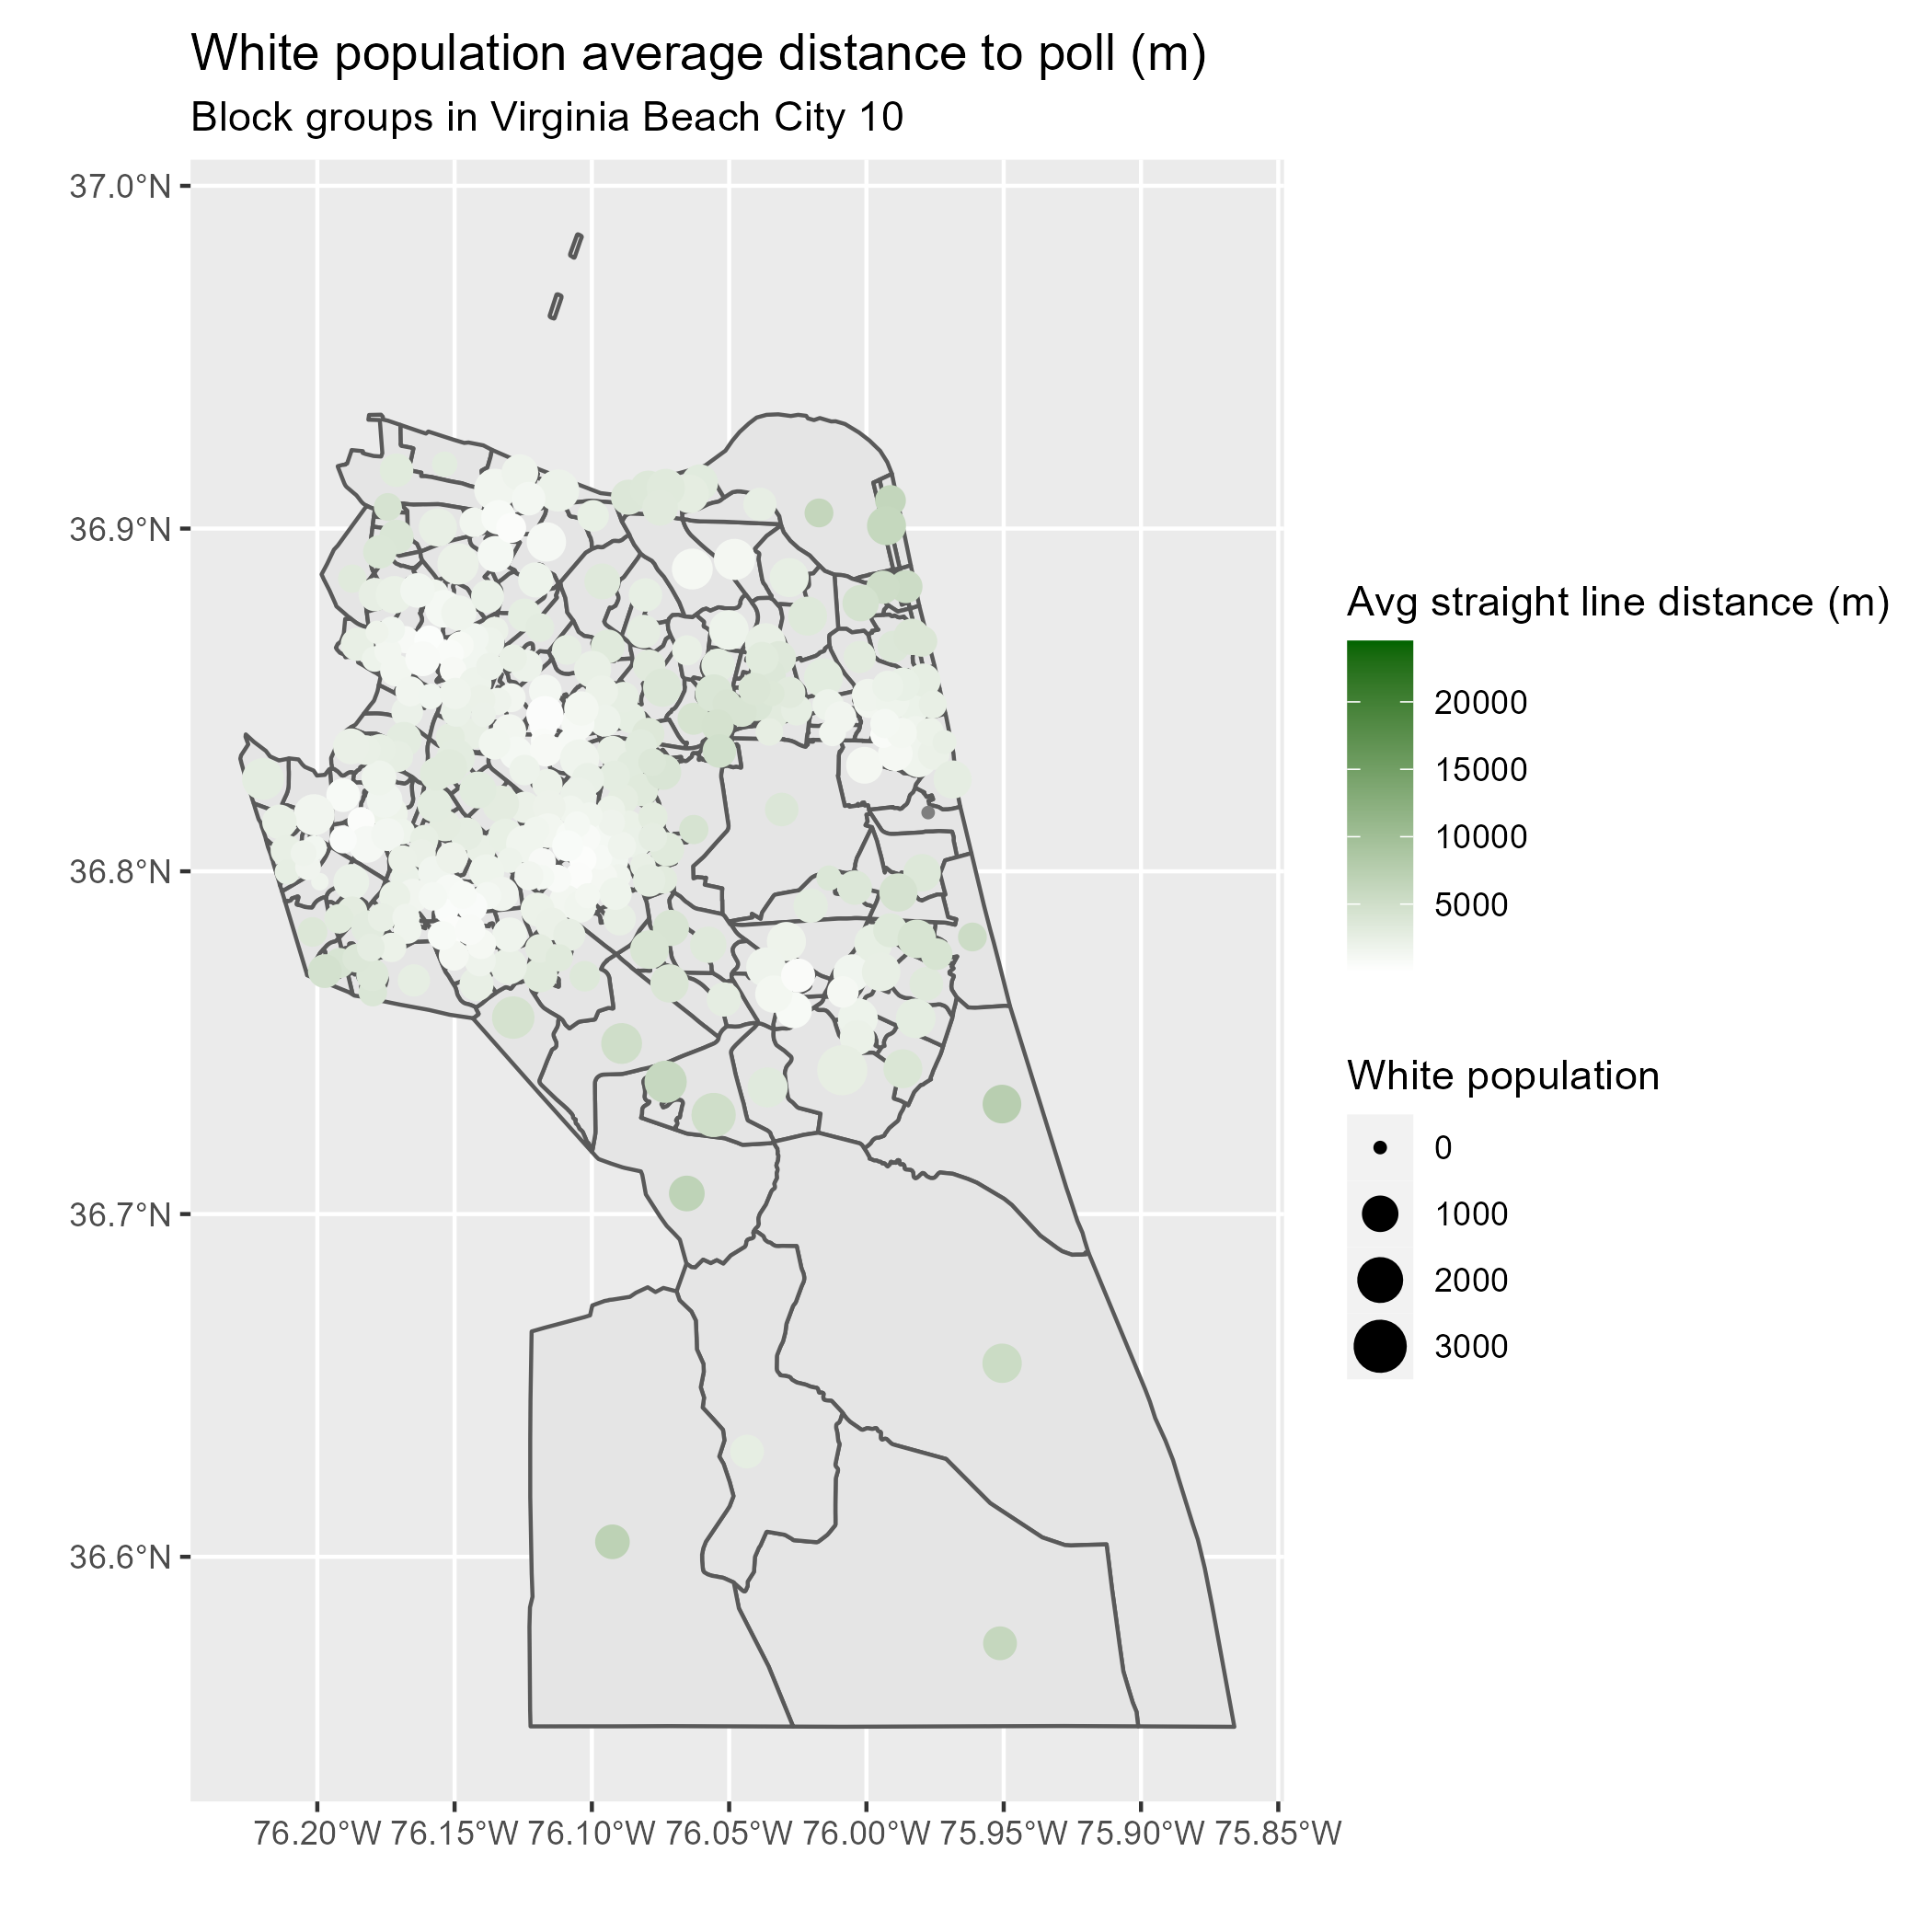 White population average distance to poll (m)
Block groups in Virginia Beach City 10
37.0°N
36.9°N
36.8°N
36.7°N
36.6°N
76.20°W 76.15°W 76.10°W 76.05°W 76.00°W 75.95°W 75.90°W 75.85°W
Avg straight line distance (m)
20000
15000
10000
5000
White population
0
1000
2000
3000